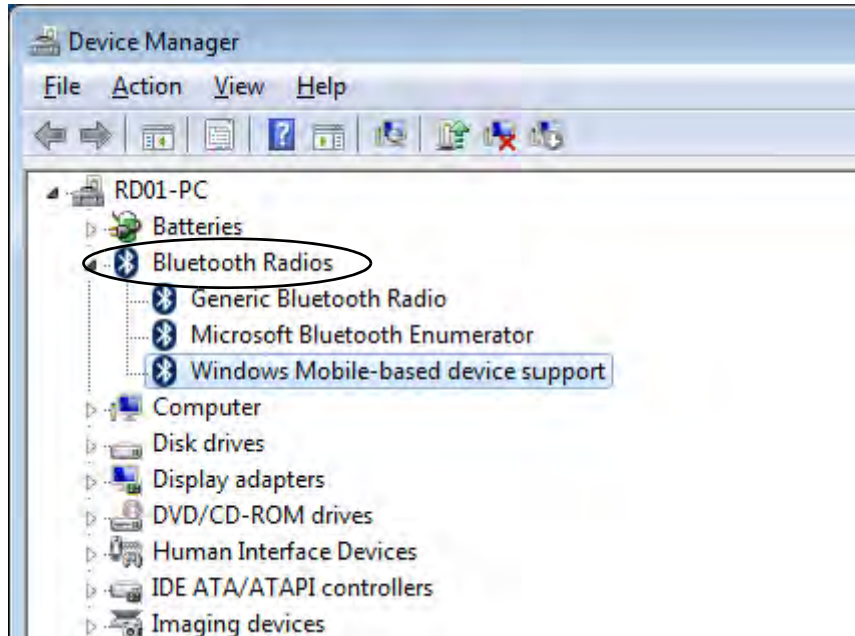 Device Manager
File Action View Help
RD01-PC
Batteries
Bluetooth Radios
Generic Bluetooth Radio
Microsoft Bluetooth Enumerator
Windows Mobile-based device support
Computer
Disk drives
Display adapters
DVD/CD-ROM drives
Human Interface Devices
IDE ATA/ATAPI controllers
Imaging devices